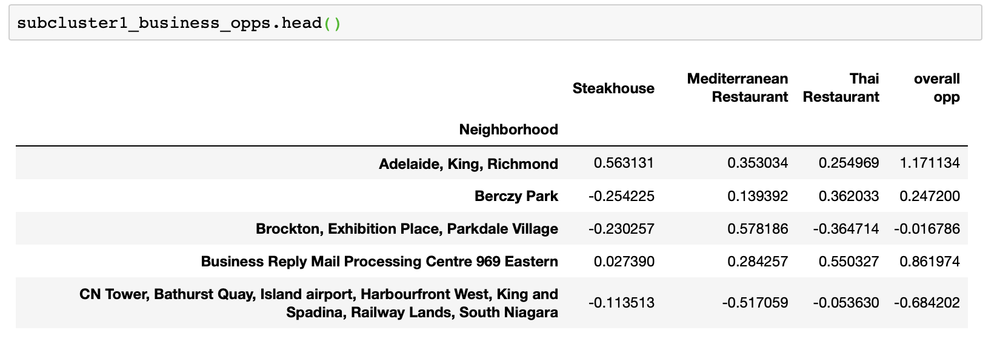 subcluster1_business_opps.head()
Steakhouse Mediterranean Restaurant Thai Restaurant overall opp
Neighborhood
Adelaide, King, Richmond 0.563131 0.353034 0.254969 1.171134
Berczy Park -0.254225 0.139392 0.362033 0.247200
Brockton, Exhibition Place, Parkdale Village -0.230257 0.578186 -0.364714 -0.016786
Business Reply Mail Processing Centre 969 Eastern 0.027390 0.284257 0.550327 0.861974
CN Tower, Bathurst Quay, Island airport, Harbourfront West, King and
Spadina, Railway Lands, South Niagara -0.113513 -0.517059 -0.053630 -0.684202